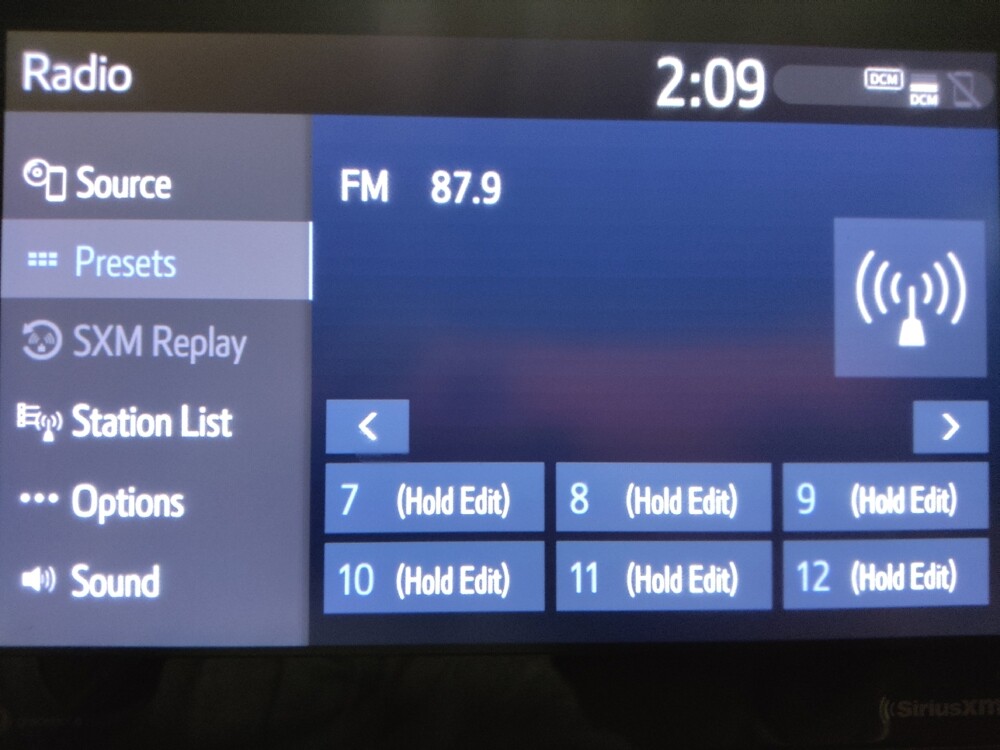 Radio
2:09
DCM
DCM
Source
FM 87.9
Presets
SXM Replay
Station List
Options
Sound
7 (Hold Edit)
8 (Hold Edit)
9 (Hold Edit)
10 (Hold Edit)
11 (Hold Edit)
12 (Hold Edit)
SiriusXM